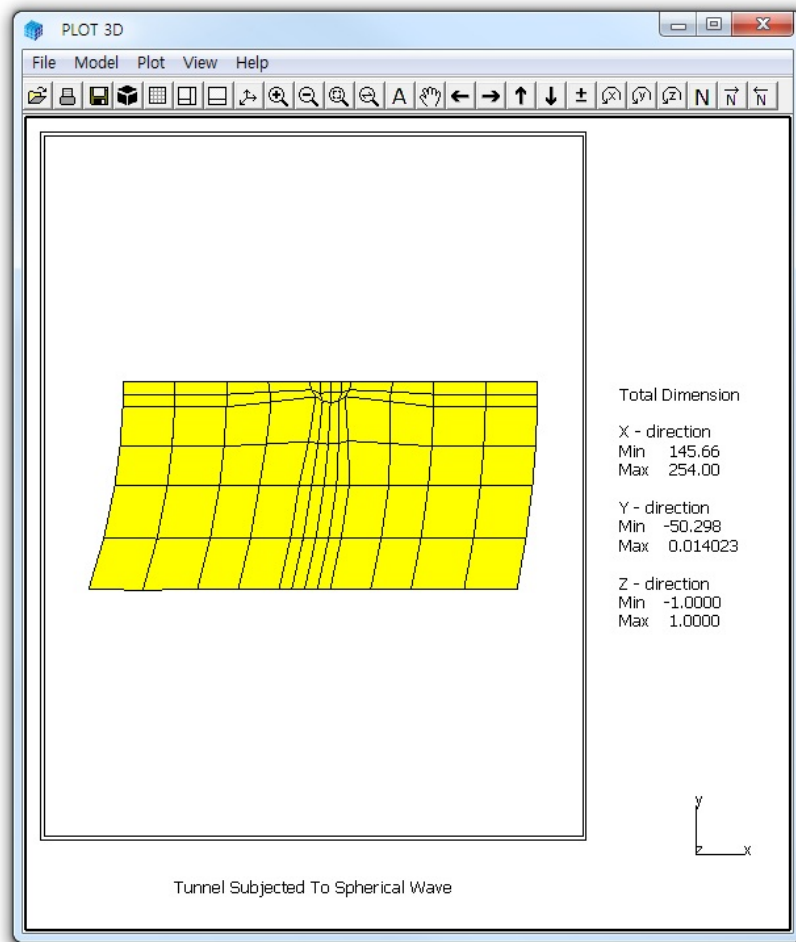 PLOT 3D
File Model Plot View Help
A ± x y z N N N
Total Dimension
X - direction
Min 145.66
Max 254.00
Y - direction
Min -50.298
Max 0.014023
Z - direction
Min -1.0000
Max 1.0000
y
z x
Tunnel Subjected To Spherical Wave